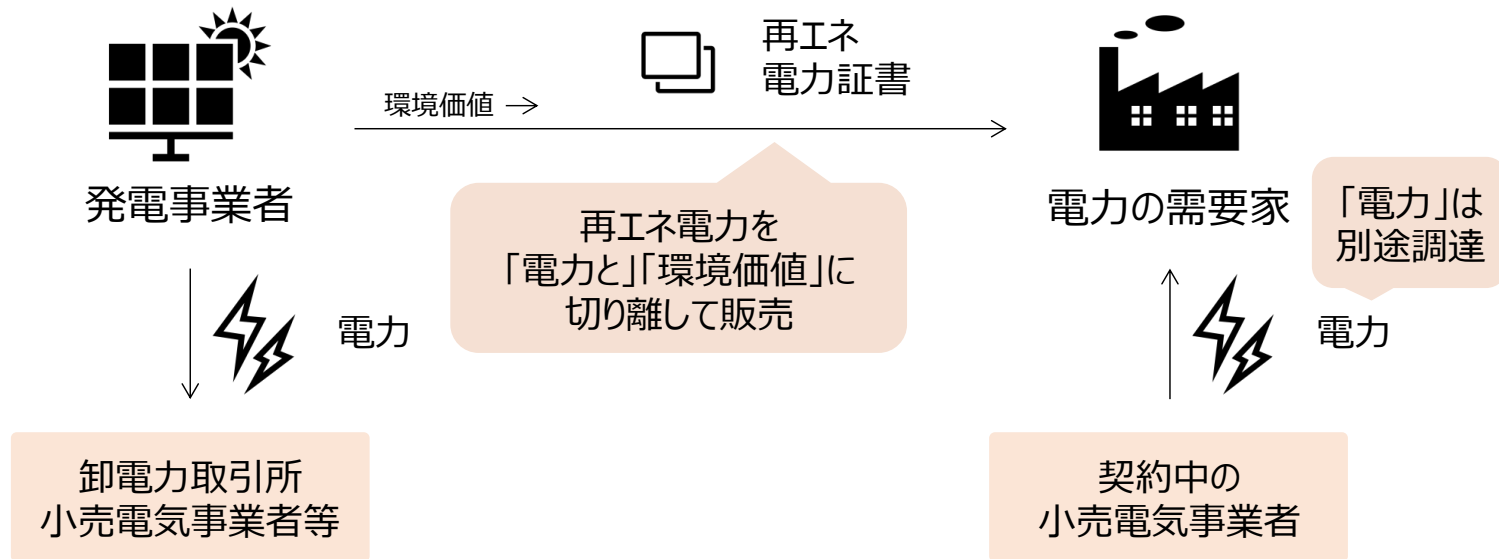 再エネ
電力証書
環境価値 →
発電事業者
電力の需要家
「電力」は
別途調達
再エネ電力を
「電力と」「環境価値」に
切り離して販売
電力
電力
卸電力取引所
小売電気事業者等
契約中の
小売電気事業者